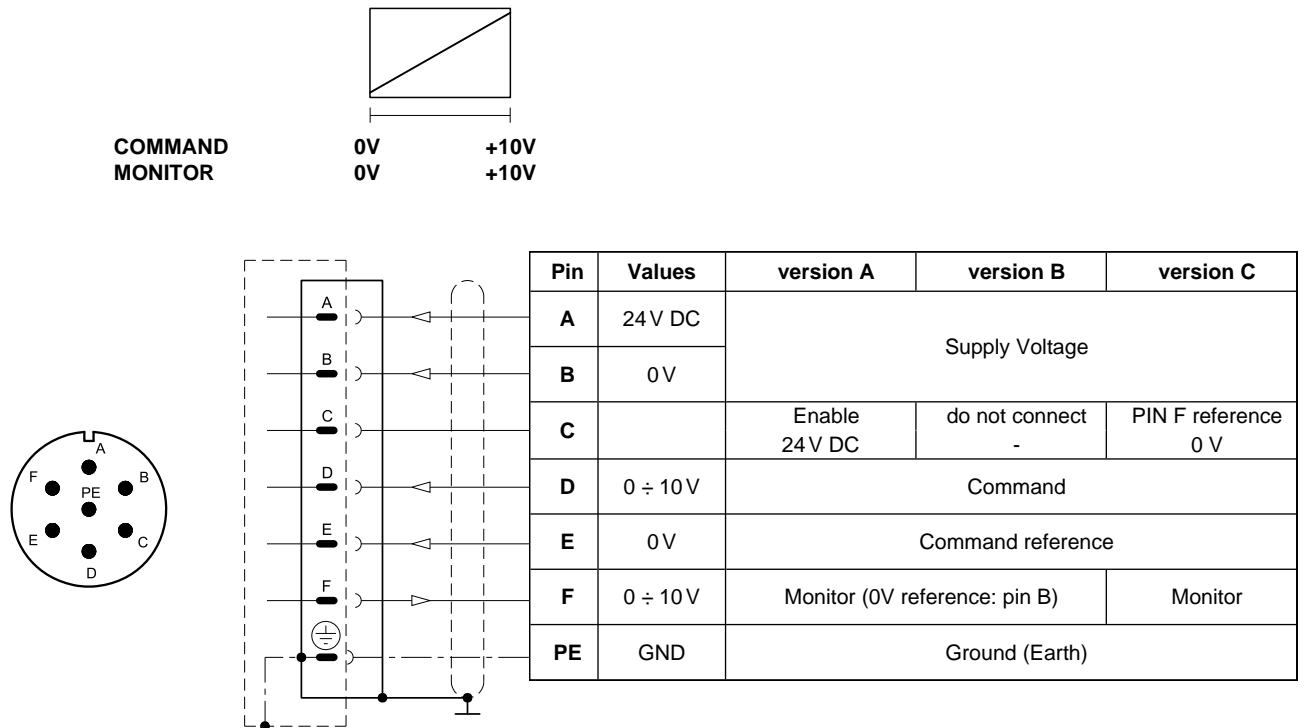 COMMAND 0V +10V
MONITOR 0V +10V
Pin Values version A version B version C
A A 24 V DC Supply Voltage
B B 0 V
C C Enable 24 V DC do not connect - PIN F reference 0 V
D D 0 ÷ 10 V Command
E E 0 V Command reference
F F 0 ÷ 10 V Monitor (0V reference: pin B) Monitor
PE GND Ground (Earth)
A
F B
PE
E C
D